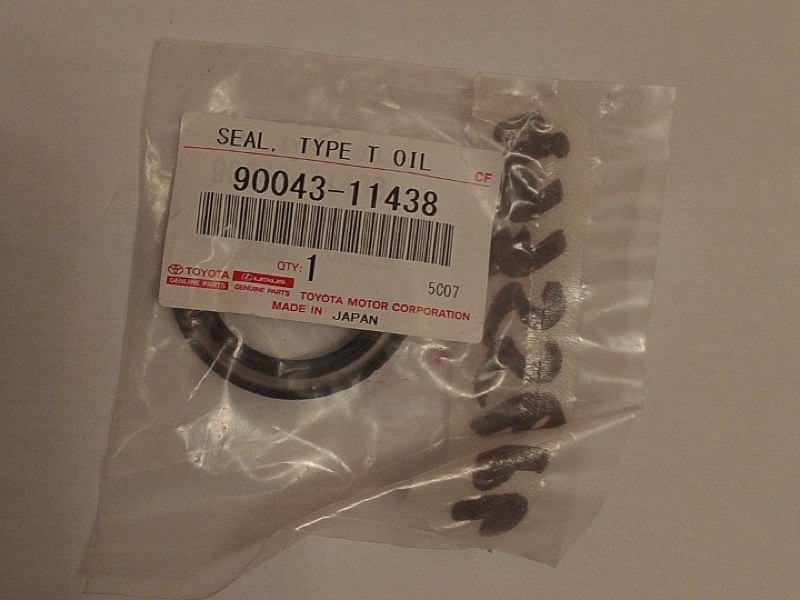 SEAL, TYPE T OIL
CF
90043-11438
QTY: 1
5C07
TOYOTA LEXUS
GENUINE PARTS GENUINE PARTS
TOYOTA MOTOR CORPORATION
MADE IN JAPAN